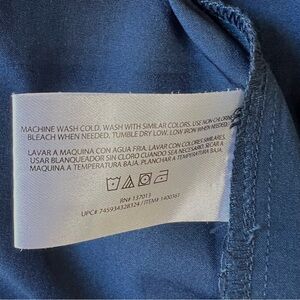 MACHINE WASH COLD, WASH WITH SIMILAR COLORS. USE NON CHLORINE
BLEACH WHEN NEEDED. TUMBLE DRY LOW. LOW IRON WHEN NEEDED.
LAVAR A MAQUINA CON AGUA FRIA. LAVAR CON COLORES SIMILARES.
USAR BLANQUEADOR SIN CLORO CUANDO SEA NECESARIO. SECAR A
MAQUINA A TEMPERATURA BAJA. PLANCHAR A TEMPERATURA BAJA.
RN# 137013
UPC# 745934328324 / ITEM# 1400361